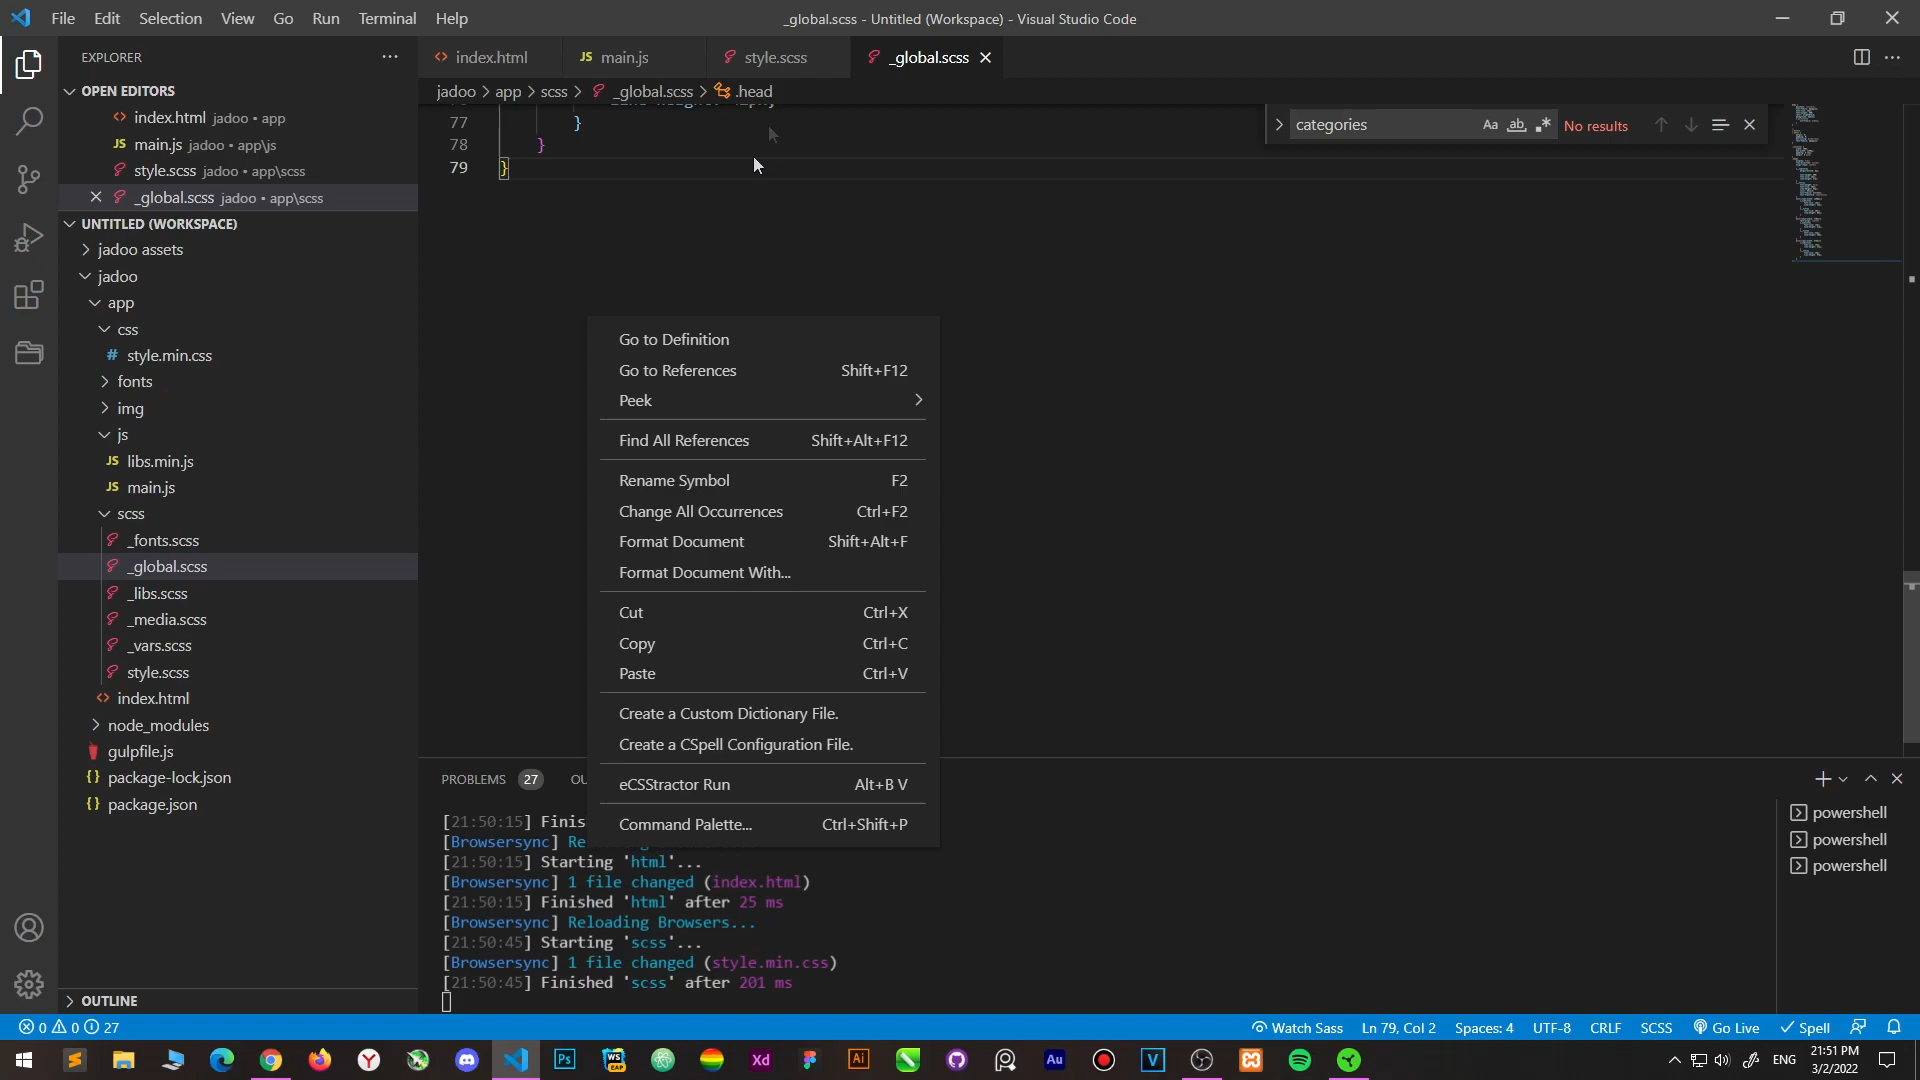 File Edit Selection View Go Run Terminal Help
_global.scss - Untitled (Workspace) - Visual Studio Code
EXPLORER
OPEN EDITORS
index.html jadoo • app
main.js jadoo • app\js
style.scss jadoo • app\scss
_global.scss jadoo • app\scss
UNTITLED (WORKSPACE)
jadoo assets
jadoo
app
css
# style.min.css
fonts
img
js
JS libs.min.js
JS main.js
scss
_fonts.scss
_global.scss
_libs.scss
_media.scss
_vars.scss
style.scss
index.html
node_modules
gulpfile.js
{} package-lock.json
{} package.json
OUTLINE
index.html
JS main.js
style.scss
_global.scss
jadoo > app > scss > _global.scss > .head
77 }
78 }
79 }
categories
Aa ab No results
Go to Definition
Go to References Shift+F12
Peek
Find All References Shift+Alt+F12
Rename Symbol F2
Change All Occurrences Ctrl+F2
Format Document Shift+Alt+F
Format Document With...
Cut Ctrl+X
Copy Ctrl+C
Paste Ctrl+V
Create a Custom Dictionary File.
Create a CSpell Configuration File.
eCSStractor Run Alt+B V
Command Palette... Ctrl+Shift+P
PROBLEMS 27 OU
[21:50:15] Finis
[Browsersync] Re
[21:50:15] Starting 'html'...
[Browsersync] 1 file changed (index.html)
[21:50:15] Finished 'html' after 25 ms
[Browsersync] Reloading Browsers...
[21:50:45] Starting 'scss'...
[Browsersync] 1 file changed (style.min.css)
[21:50:45] Finished 'scss' after 201 ms
powershell
powershell
powershell
0 0 27
Watch Sass Ln 79, Col 2 Spaces: 4 UTF-8 CRLF SCSS Go Live Spell
Ps WS EAP Xd Ai Au V
ENG
21:51 PM
3/2/2022